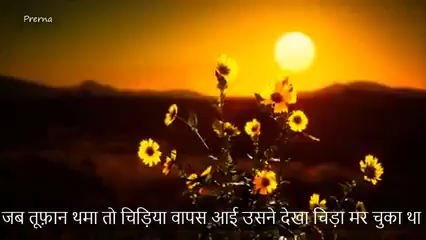 Prerna
जब तूफ़ान थमा तो चिड़िया वापस आई उसने देखा चिड़ा मर चुका था